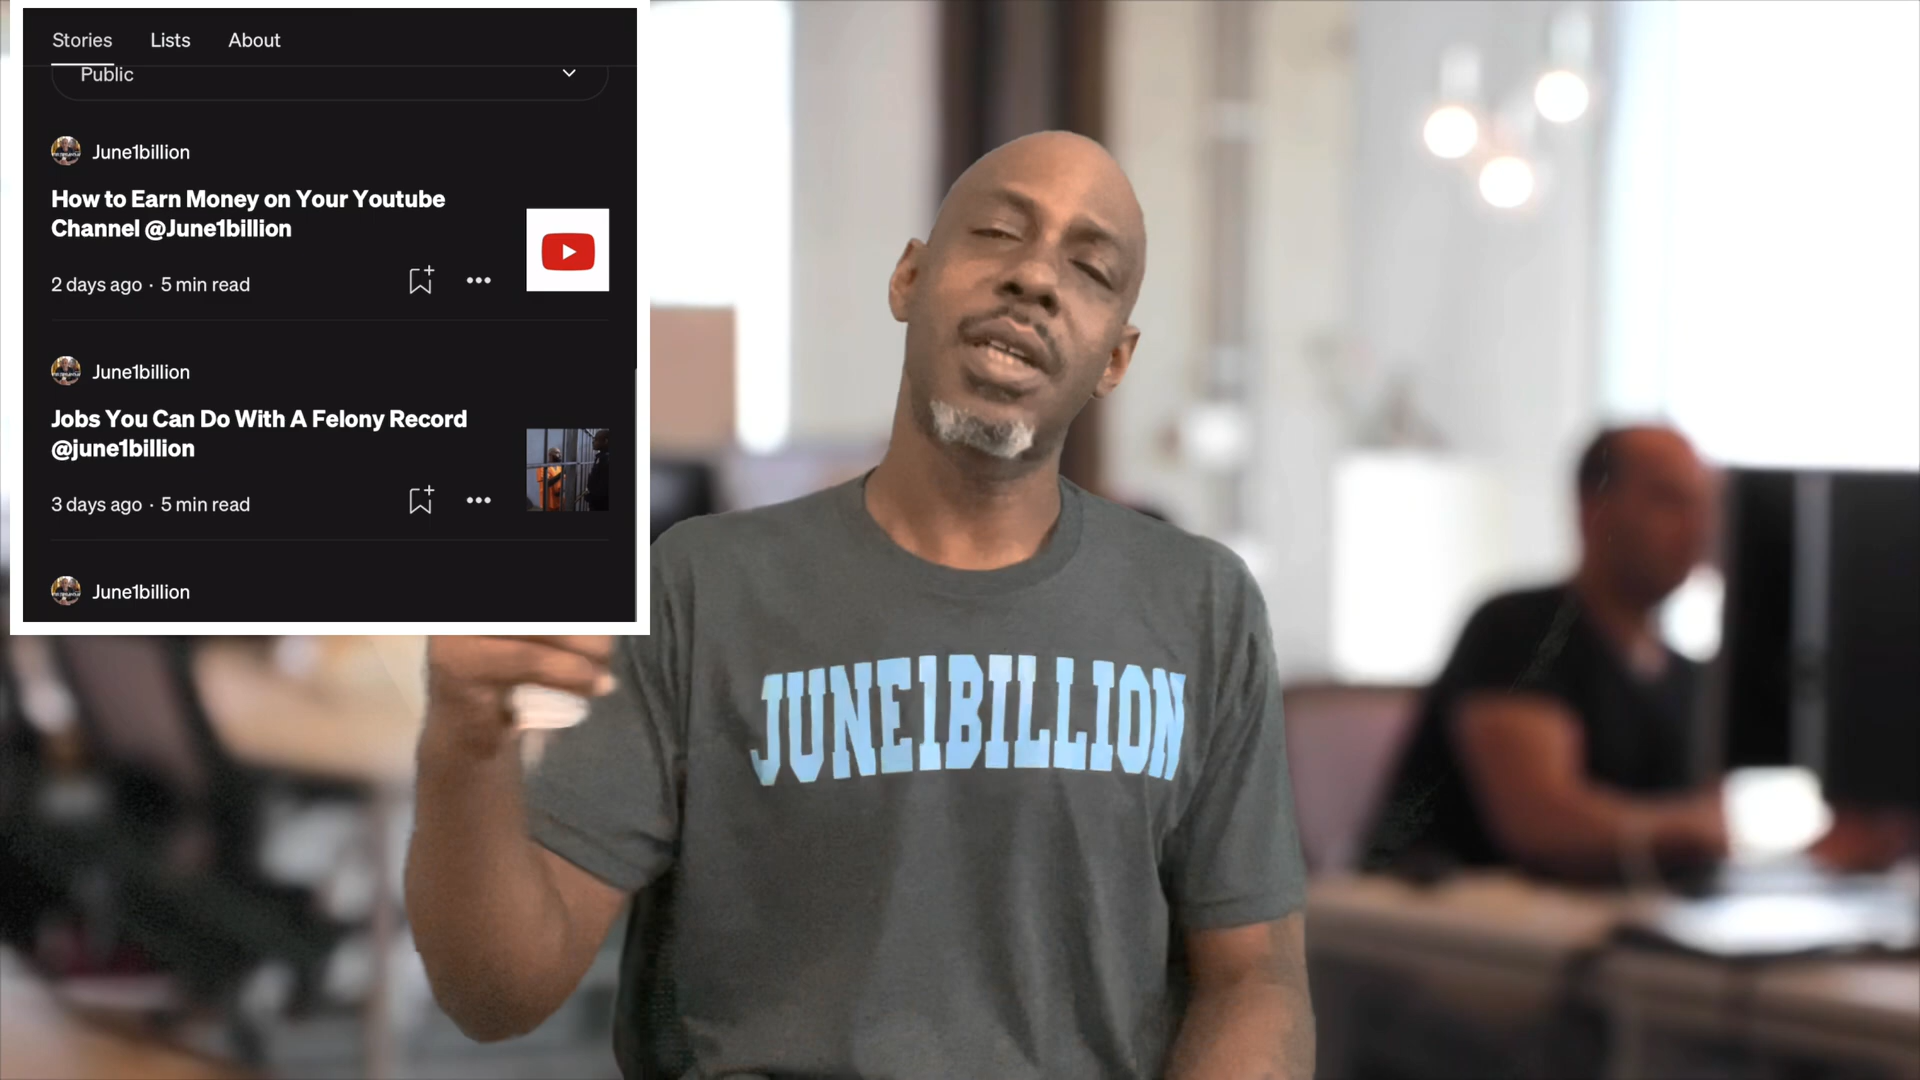 Stories Lists About
Public
June1billion
How to Earn Money on Your Youtube
Channel @June1billion
2 days ago · 5 min read
June1billion
Jobs You Can Do With A Felony Record
@june1billion
3 days ago · 5 min read
June1billion
JUNE1BILLION